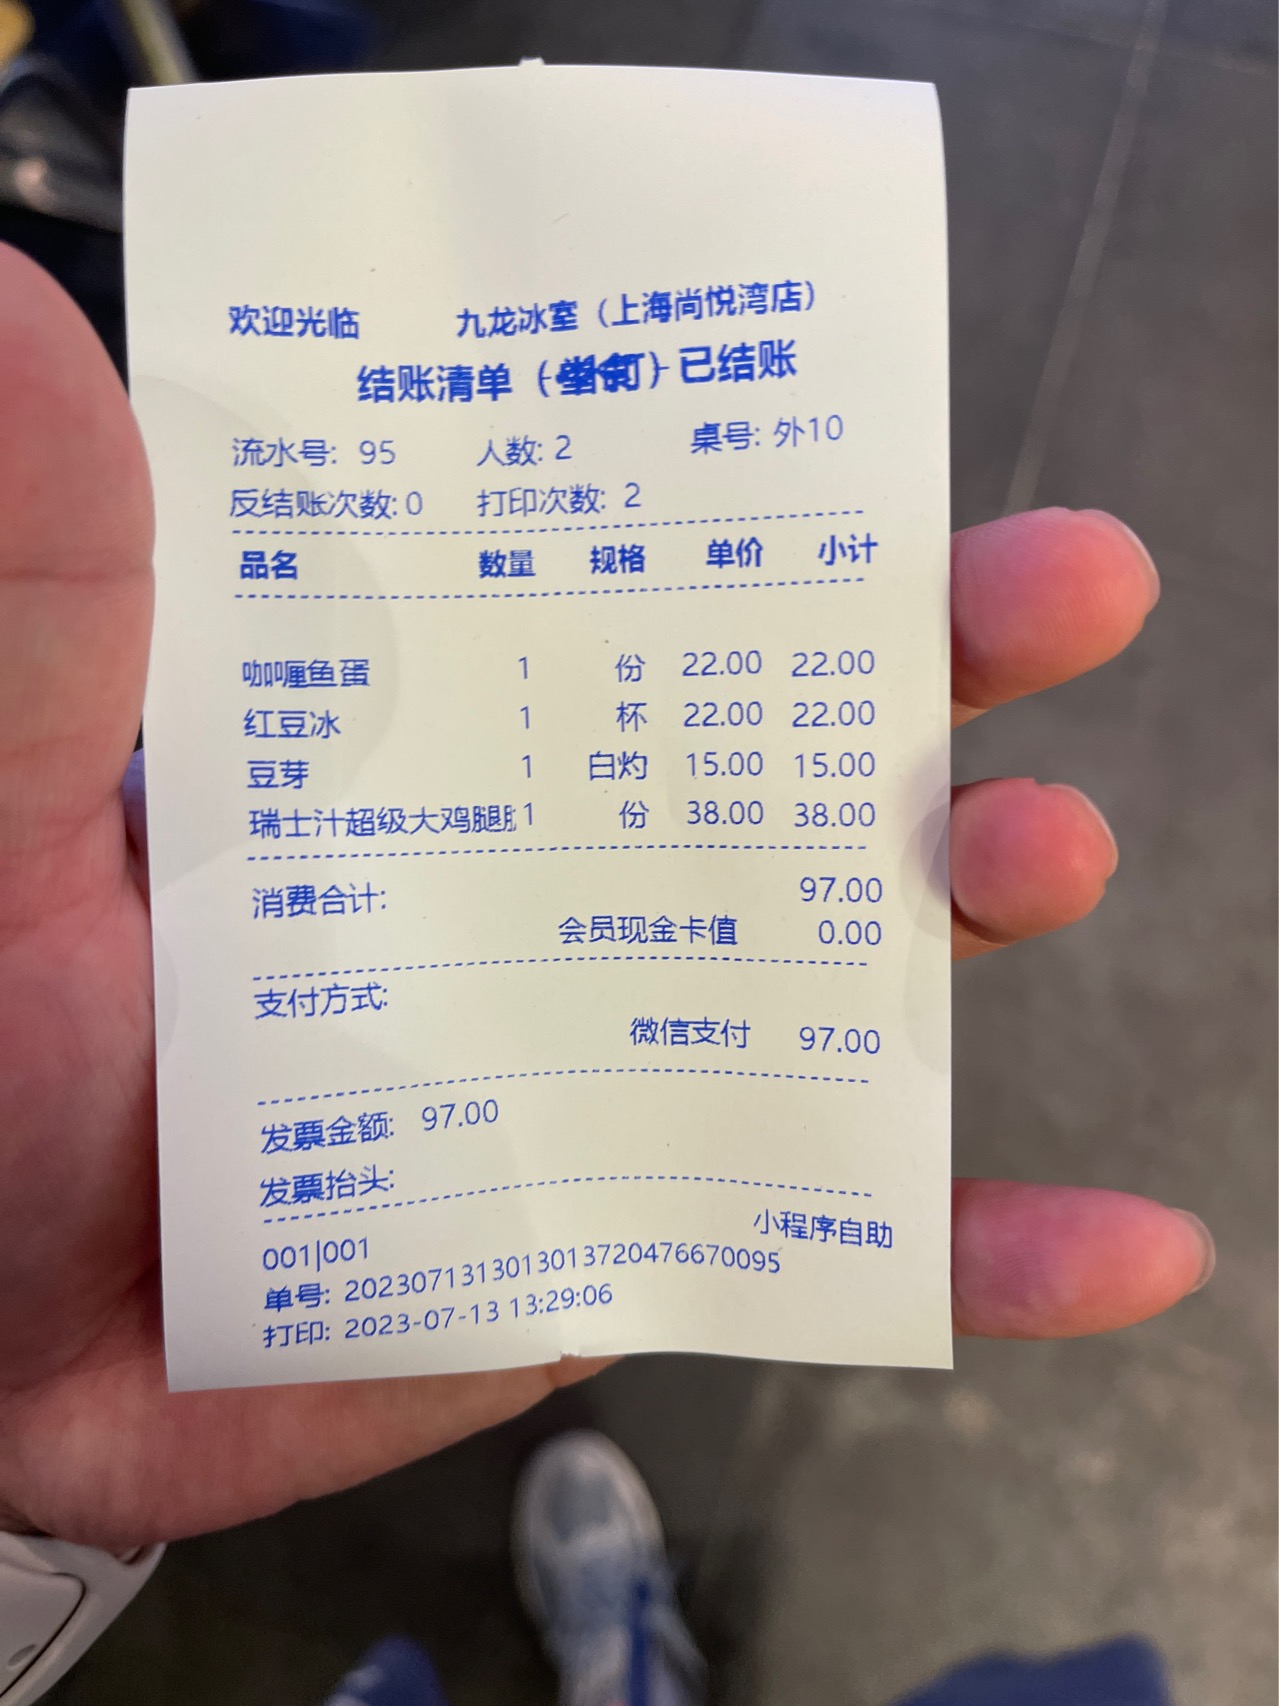 欢迎光临 九龙冰室（上海尚悦湾店）
结账清单（）已结账
流水号: 95 人数: 2 桌号: 外10
反结账次数: 0 打印次数: 2
品名 数量 规格 单价 小计
咖喱鱼蛋 1 份 22.00 22.00
红豆冰 1 杯 22.00 22.00
豆芽 1 白灼 15.00 15.00
瑞士汁超级大鸡腿 1 份 38.00 38.00
消费合计: 97.00
会员现金卡值 0.00
支付方式:
微信支付 97.00
发票金额: 97.00
发票抬头:
小程序自助
001|001
单号: 2023071313013013720476670095
打印: 2023-07-13 13:29:06